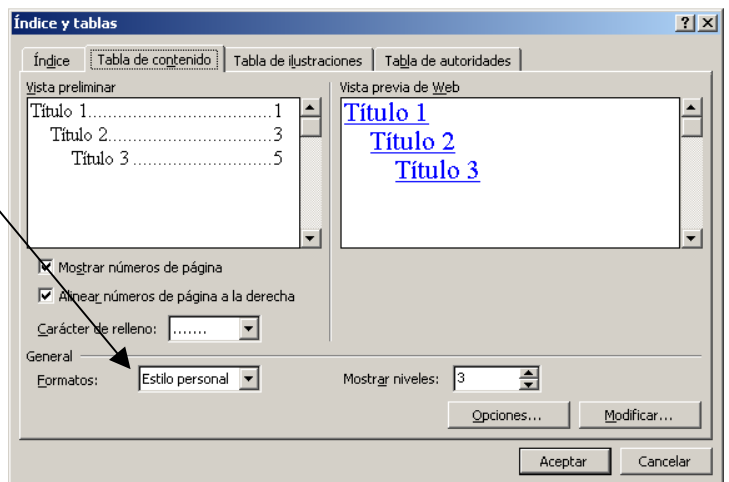 Índice y tablas
Índice
Tabla de contenido
Tabla de ilustraciones
Tabla de autoridades
Vista preliminar
Título 1..............................1
Título 2...........................3
Título 3.......................5
Vista previa de Web
Título 1
Título 2
Título 3
Mostrar números de página
Alinear números de página a la derecha
Carácter de relleno: .......
General
Formatos: Estilo personal
Mostrar niveles: 3
Opciones...
Modificar...
Aceptar
Cancelar